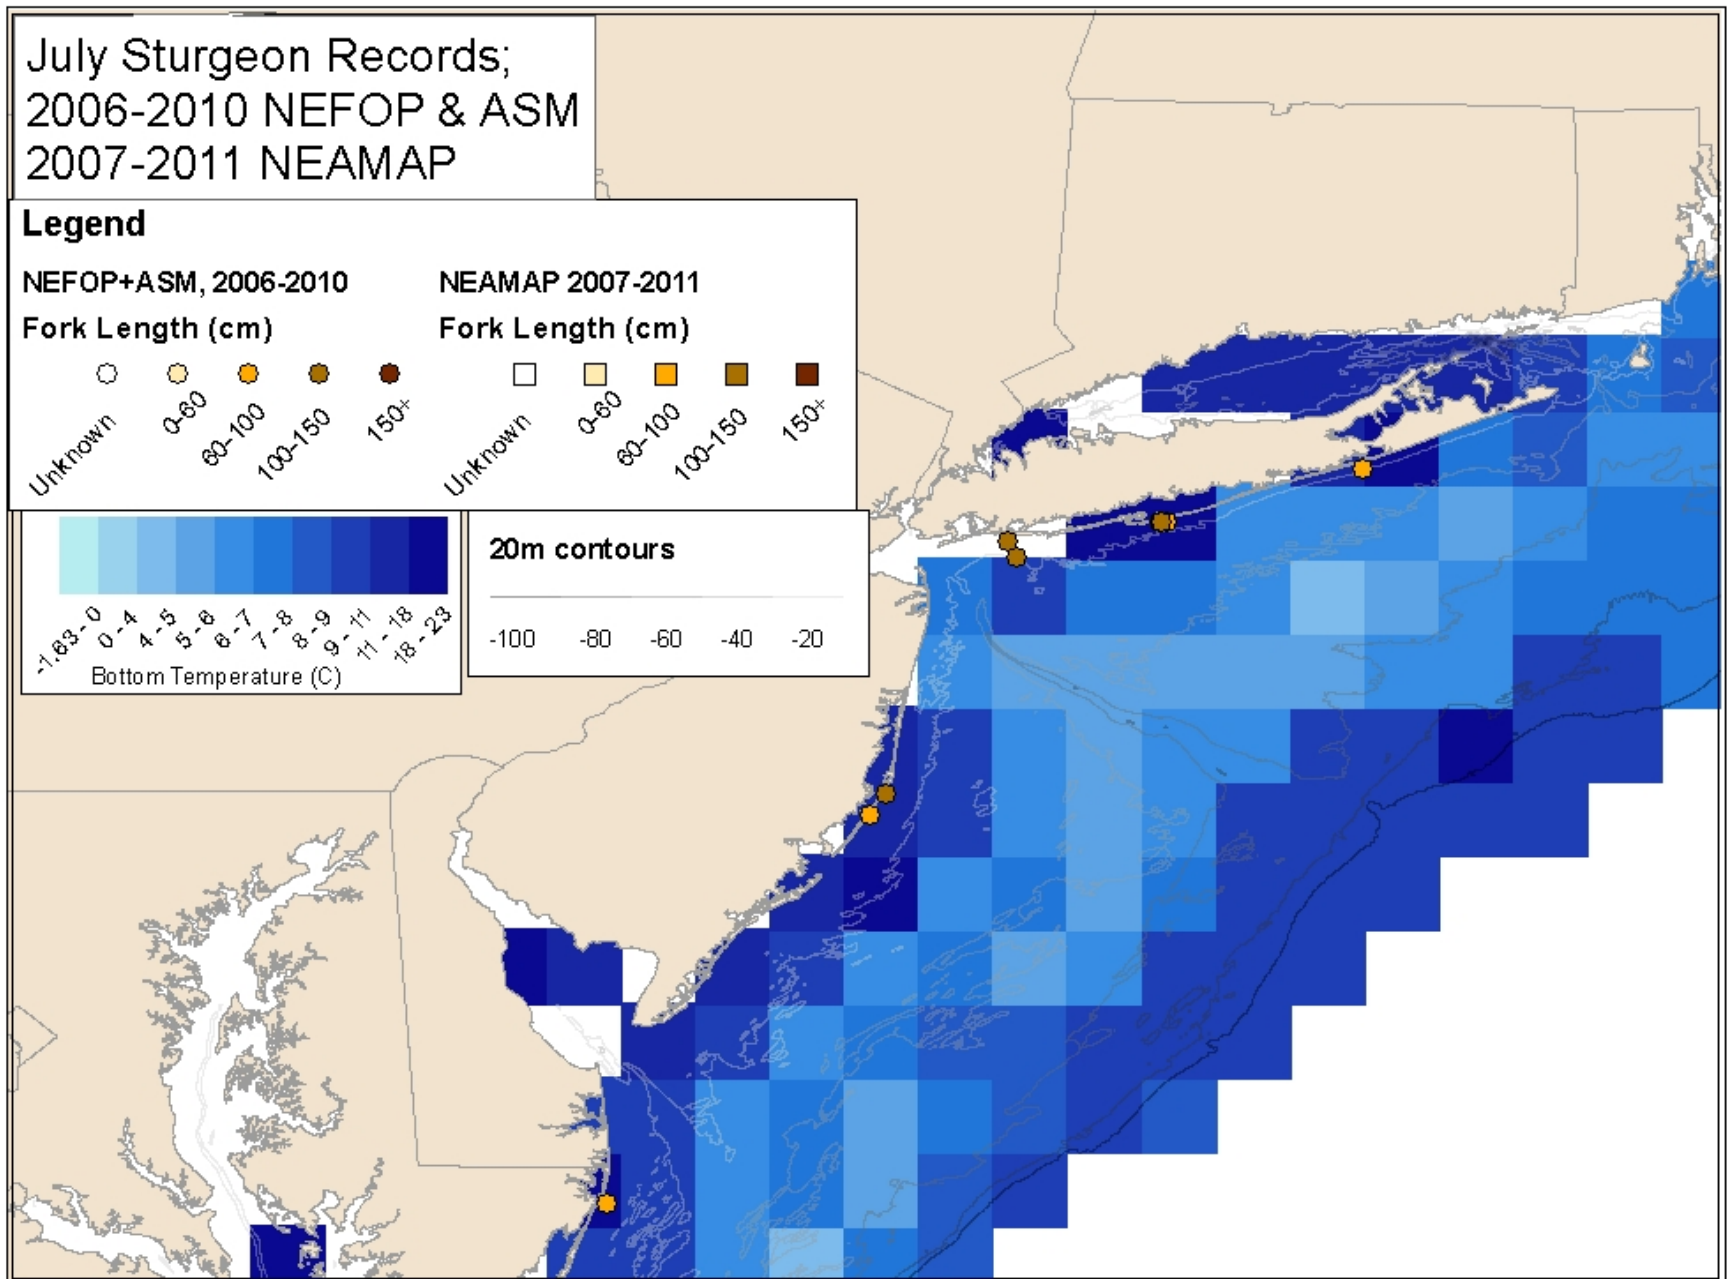 July Sturgeon Records;
2006-2010 NEFOP & ASM
2007-2011 NEAMAP
Legend
NEFOP+ASM, 2006-2010
Fork Length (cm)
Unknown
0-60
60-100
100-150
150+
NEAMAP 2007-2011
Fork Length (cm)
Unknown
0-60
60-100
100-150
150+
-1.63 - 0
0 - 4
4 - 5
5 - 6
6 - 7
7 - 8
8 - 9
9 - 11
11 - 18
18 - 23
Bottom Temperature (C)
20m contours
-100 -80 -60 -40 -20